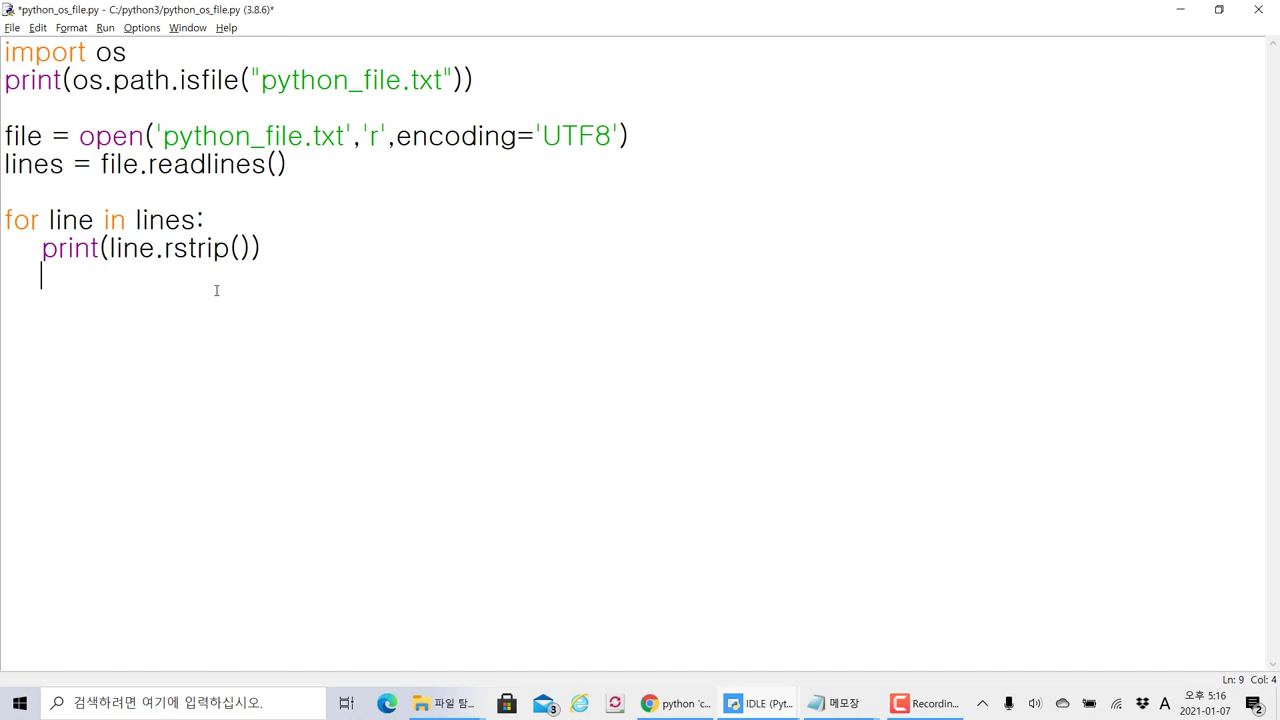 *python_os_file.py - C:/python3/python_os_file.py (3.8.6)*
File Edit Format Run Options Window Help
import os
print(os.path.isfile("python_file.txt"))
file = open('python_file.txt','r',encoding='UTF8')
lines = file.readlines()
for line in lines:
    print(line.rstrip())
Ln: 9 Col: 4
검색하려면 여기에 입력하십시오.
파일 탐...
3
python 'c...
IDLE (Pyt...
메모장
Recordin...
A
오후 5:16
2021-01-07
2